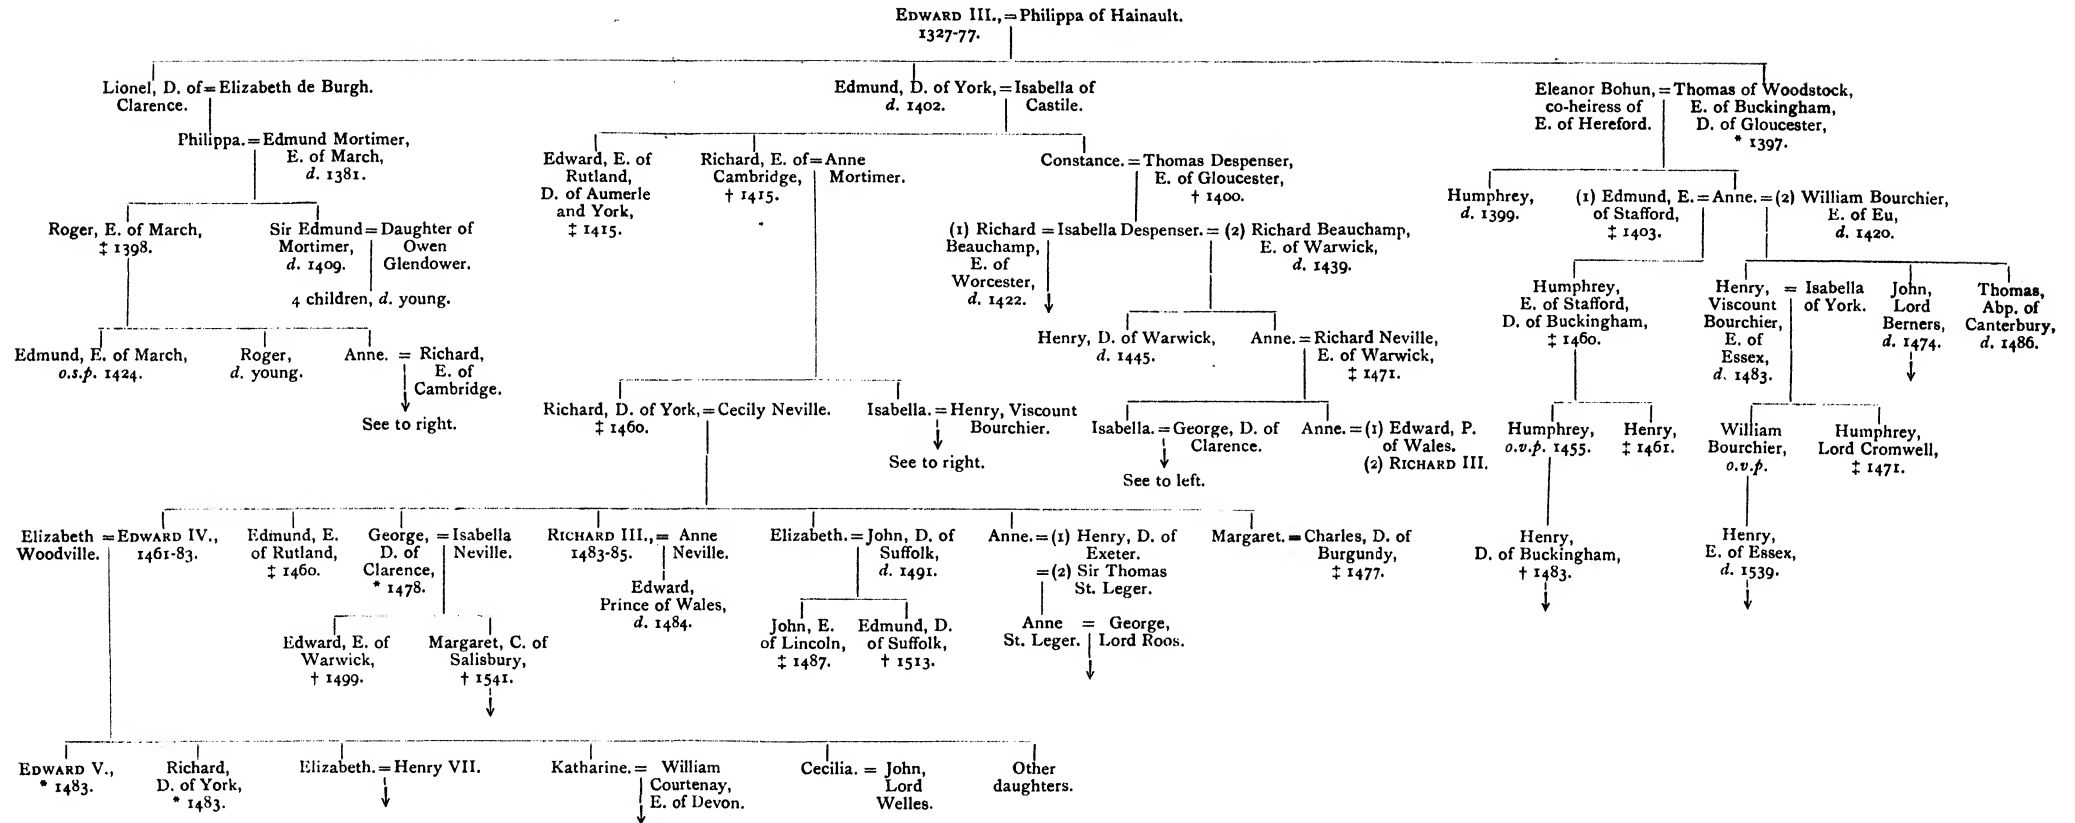 EDWARD III., = Philippa of Hainault.
1327-77.
Lionel, D. of = Elizabeth de Burgh.
Clarence.
Edmund, D. of York, = Isabella of
d. 1402. Castile.
Eleanor Bohun, = Thomas of Woodstock,
co-heiress of E. of Buckingham,
E. of Hereford. D. of Gloucester,
* 1397.
Philippa. = Edmund Mortimer,
E. of March,
d. 1381.
Edward, E. of
Rutland,
D. of Aumerle
and York,
‡ 1415.
Richard, E. of = Anne
Cambridge, Mortimer.
† 1415.
Constance. = Thomas Despenser,
E. of Gloucester,
† 1400.
Humphrey,
d. 1399.
(1) Edmund, E. = Anne. = (2) William Bourchier,
of Stafford, E. of Eu,
‡ 1403. d. 1420.
Roger, E. of March,
‡ 1398.
Sir Edmund = Daughter of
Mortimer, Owen
d. 1409. Glendower.
4 children, d. young.
(1) Richard = Isabella Despenser. = (2) Richard Beauchamp,
Beauchamp, E. of Warwick,
E. of d. 1439.
Worcester,
d. 1422.
Humphrey,
E. of Stafford,
D. of Buckingham,
‡ 1460.
Henry, = Isabella
Viscount of York.
Bourchier,
E. of
Essex,
d. 1483.
John,
Lord
Berners,
d. 1474.
Thomas,
Abp. of
Canterbury,
d. 1486.
Edmund, E. of March,
o.s.p. 1424.
Roger,
d. young.
Anne. = Richard,
E. of
Cambridge.
See to right.
Henry, D. of Warwick,
d. 1445.
Anne. = Richard Neville,
E. of Warwick,
‡ 1471.
Richard, D. of York, = Cecily Neville.
‡ 1460.
Isabella. = Henry, Viscount
Bourchier.
See to right.
Isabella. = George, D. of
Clarence.
See to left.
Anne. = (1) Edward, P.
of Wales.
(2) RICHARD III.
Humphrey,
o.v.p. 1455.
Henry,
‡ 1461.
William
Bourchier,
o.v.p.
Humphrey,
Lord Cromwell,
‡ 1471.
Elizabeth = EDWARD IV.,
Woodville. 1461-83.
Edmund, E.
of Rutland,
‡ 1460.
George, = Isabella
D. of Neville.
Clarence,
* 1478.
RICHARD III., = Anne
1483-85. Neville.
Edward,
Prince of Wales,
d. 1484.
Elizabeth. = John, D. of
Suffolk,
d. 1491.
Anne. = (1) Henry, D. of
Exeter.
= (2) Sir Thomas
St. Leger.
Margaret. = Charles, D. of
Burgundy,
‡ 1477.
Henry,
D. of Buckingham,
† 1483.
Henry,
E. of Essex,
d. 1539.
Edward, E. of
Warwick,
† 1499.
Margaret, C. of
Salisbury,
† 1541.
John, E.
of Lincoln,
‡ 1487.
Edmund, D.
of Suffolk,
† 1513.
Anne = George,
St. Leger. Lord Roos.
EDWARD V.,
* 1483.
Richard,
D. of York,
* 1483.
Elizabeth. = Henry VII.
Katharine. = William
Courtenay,
E. of Devon.
Cecilia. = John,
Lord
Welles.
Other
daughters.